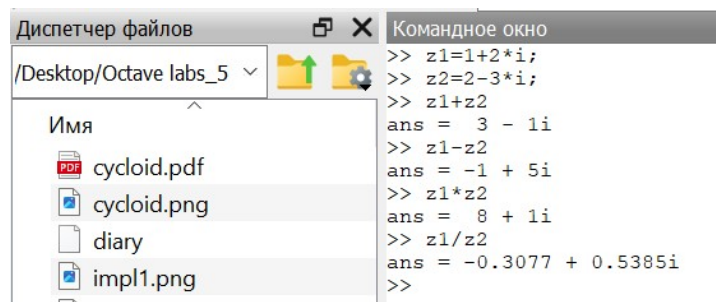 Диспетчер файлов
/Desktop/Octave labs_5
Имя
PDF cycloid.pdf
cycloid.png
diary
impl1.png
Командное окно
>> z1=1+2*i;
>> z2=2-3*i;
>> z1+z2
ans =  3 - 1i
>> z1-z2
ans = -1 + 5i
>> z1*z2
ans =  8 + 1i
>> z1/z2
ans = -0.3077 + 0.5385i
>>